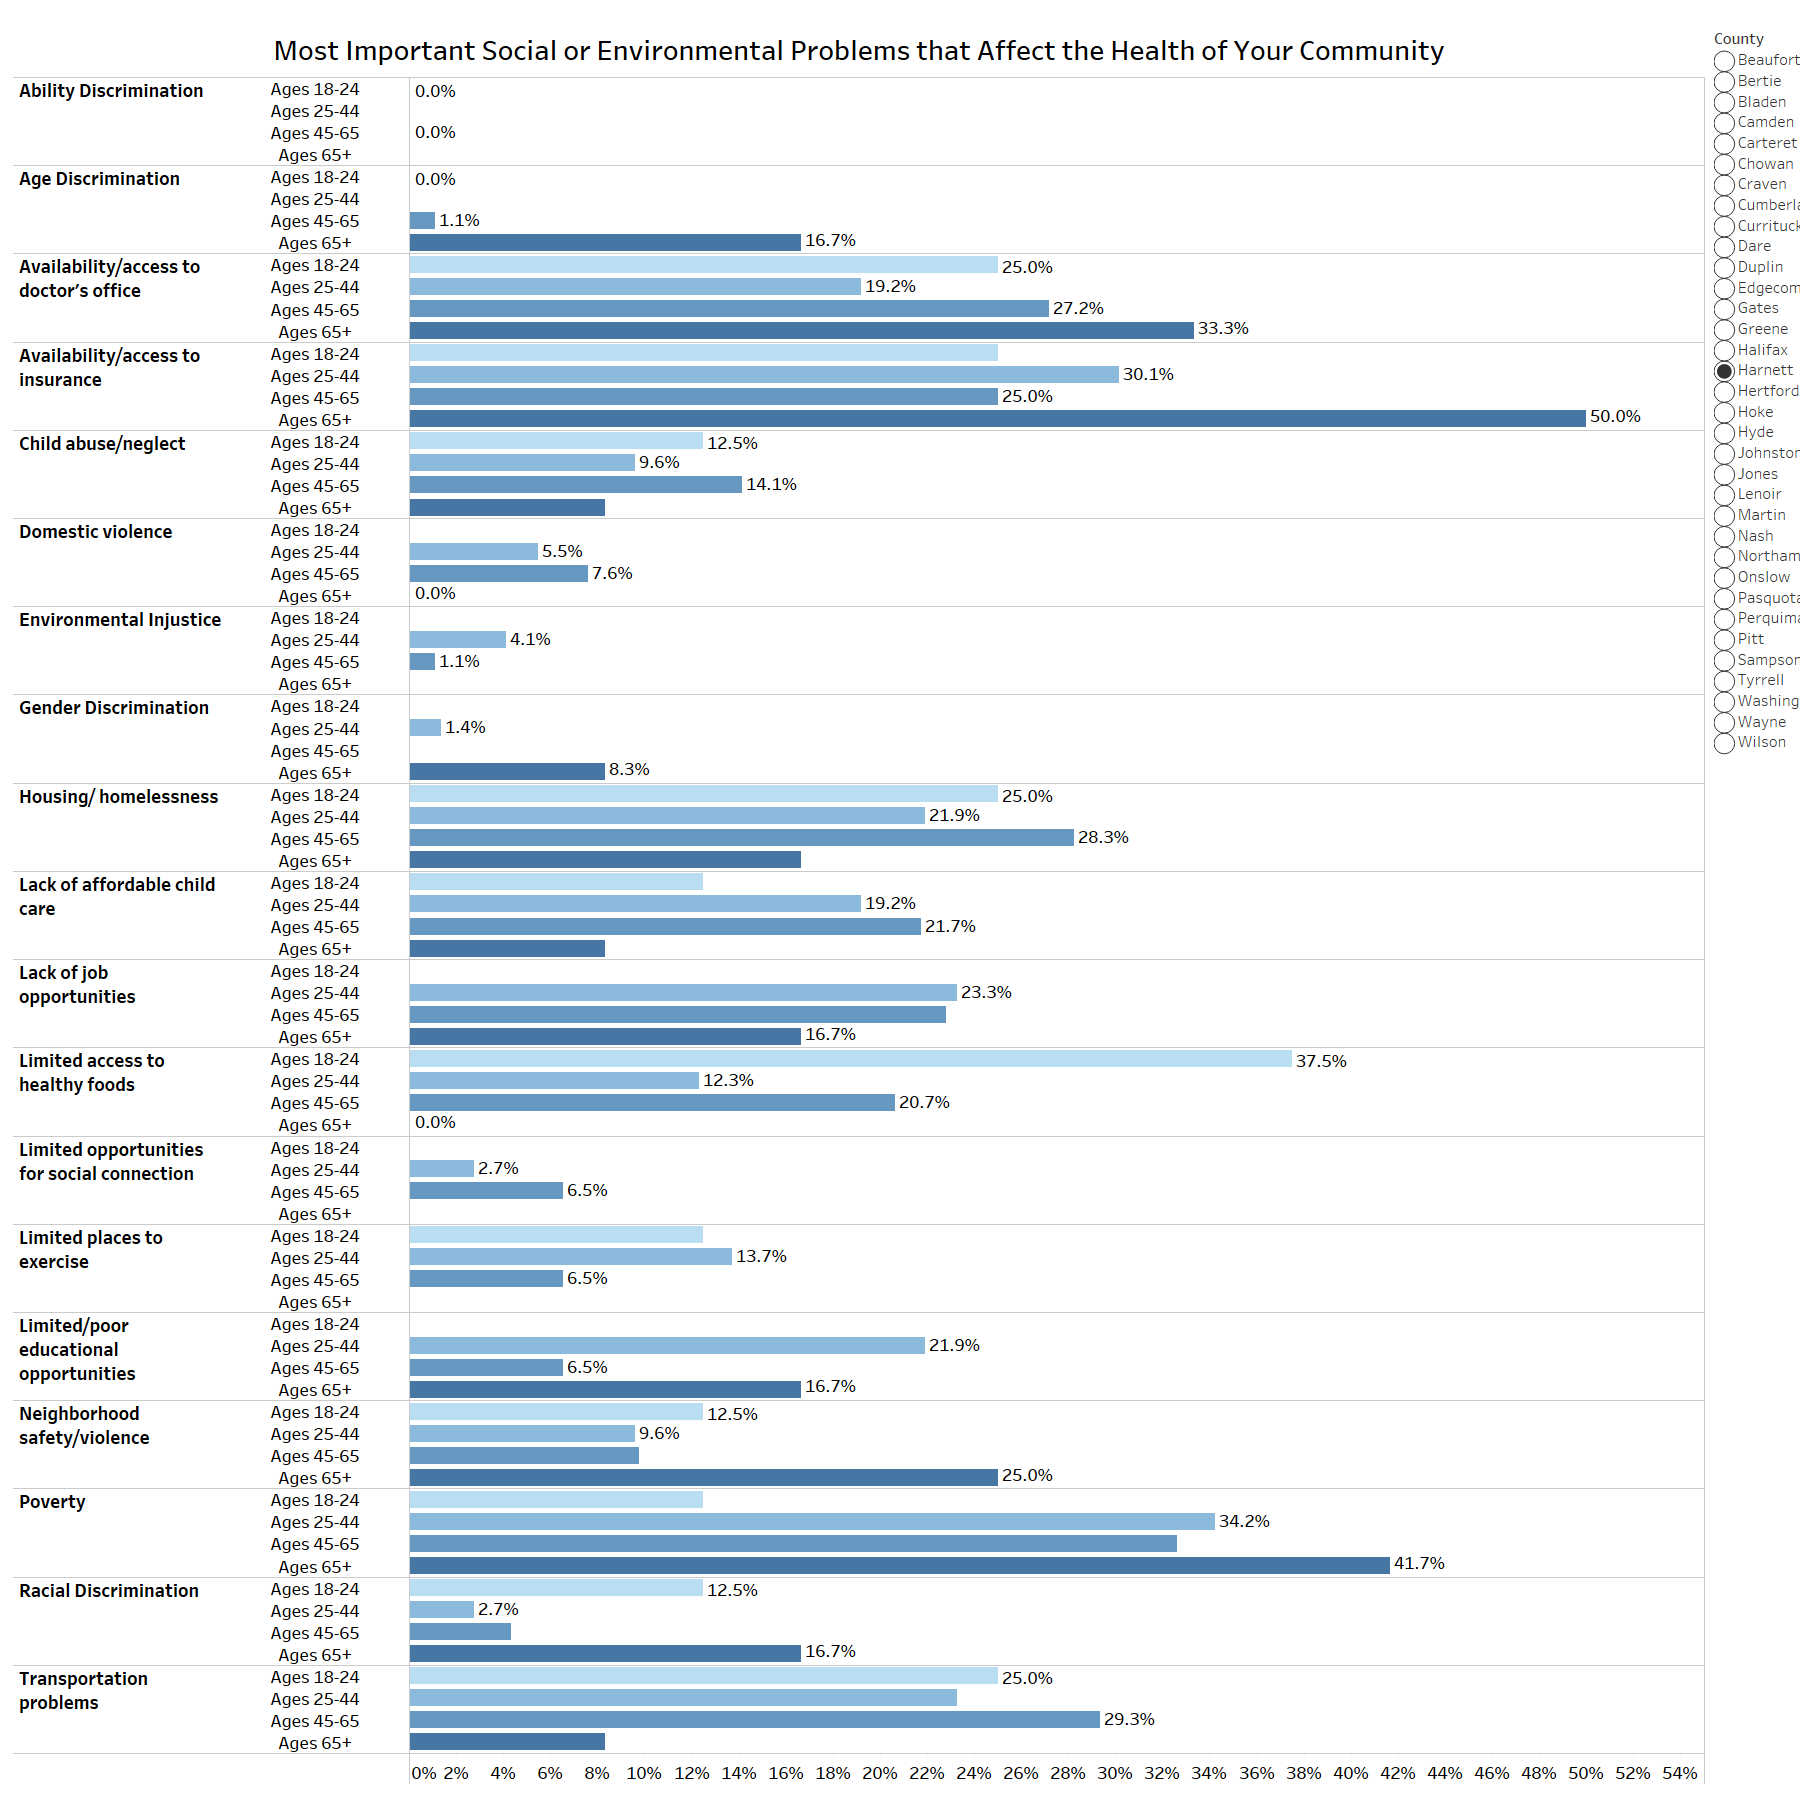 Most Important Social or Environmental Problems that Affect the Health of Your Community
Ability Discrimination
Ages 18-24
0.0%
Ages 25-44
Ages 45-65
0.0%
Ages 65+
Age Discrimination
Ages 18-24
0.0%
Ages 25-44
Ages 45-65
1.1%
Ages 65+
16.7%
Availability/access to
doctor's office
Ages 18-24
25.0%
Ages 25-44
19.2%
Ages 45-65
27.2%
Ages 65+
33.3%
Availability/access to
insurance
Ages 18-24
Ages 25-44
30.1%
Ages 45-65
25.0%
Ages 65+
50.0%
Child abuse/neglect
Ages 18-24
12.5%
Ages 25-44
9.6%
Ages 45-65
14.1%
Ages 65+
Domestic violence
Ages 18-24
Ages 25-44
5.5%
Ages 45-65
7.6%
Ages 65+
0.0%
Environmental Injustice
Ages 18-24
Ages 25-44
4.1%
Ages 45-65
1.1%
Ages 65+
Gender Discrimination
Ages 18-24
Ages 25-44
1.4%
Ages 45-65
Ages 65+
8.3%
Housing/ homelessness
Ages 18-24
25.0%
Ages 25-44
21.9%
Ages 45-65
28.3%
Ages 65+
Lack of affordable child
care
Ages 18-24
Ages 25-44
19.2%
Ages 45-65
21.7%
Ages 65+
Lack of job
opportunities
Ages 18-24
Ages 25-44
23.3%
Ages 45-65
Ages 65+
16.7%
Limited access to
healthy foods
Ages 18-24
37.5%
Ages 25-44
12.3%
Ages 45-65
20.7%
Ages 65+
0.0%
Limited opportunities
for social connection
Ages 18-24
Ages 25-44
2.7%
Ages 45-65
6.5%
Ages 65+
Limited places to
exercise
Ages 18-24
Ages 25-44
13.7%
Ages 45-65
6.5%
Ages 65+
Limited/poor
educational
opportunities
Ages 18-24
Ages 25-44
21.9%
Ages 45-65
6.5%
Ages 65+
16.7%
Neighborhood
safety/violence
Ages 18-24
12.5%
Ages 25-44
9.6%
Ages 45-65
Ages 65+
25.0%
Poverty
Ages 18-24
Ages 25-44
34.2%
Ages 45-65
Ages 65+
41.7%
Racial Discrimination
Ages 18-24
12.5%
Ages 25-44
2.7%
Ages 45-65
Ages 65+
16.7%
Transportation
problems
Ages 18-24
25.0%
Ages 25-44
Ages 45-65
29.3%
Ages 65+
0% 2% 4% 6% 8% 10% 12% 14% 16% 18% 20% 22% 24% 26% 28% 30% 32% 34% 36% 38% 40% 42% 44% 46% 48% 50% 52% 54%
County
Beaufort
Bertie
Bladen
Camden
Carteret
Chowan
Craven
Cumberla
Currituck
Dare
Duplin
Edgecom
Gates
Greene
Halifax
Harnett
Hertford
Hoke
Hyde
Johnston
Jones
Lenoir
Martin
Nash
Northam
Onslow
Pasquota
Perquima
Pitt
Sampson
Tyrrell
Washing
Wayne
Wilson